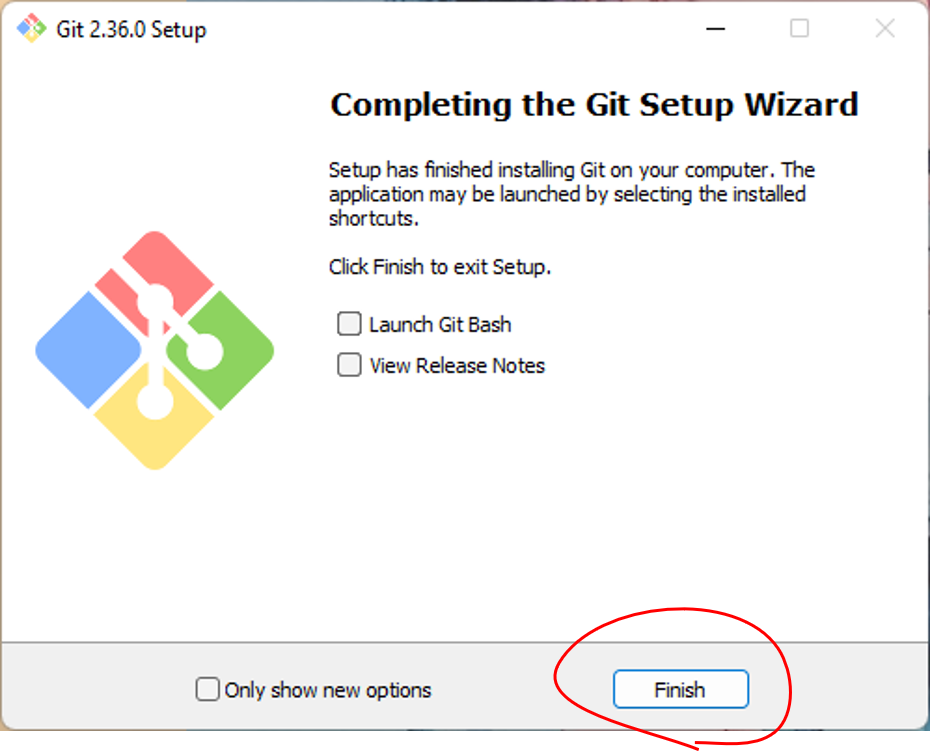 Git 2.36.0 Setup
Completing the Git Setup Wizard
Setup has finished installing Git on your computer. The
application may be launched by selecting the installed
shortcuts.
Click Finish to exit Setup.
Launch Git Bash
View Release Notes
Only show new options
Finish